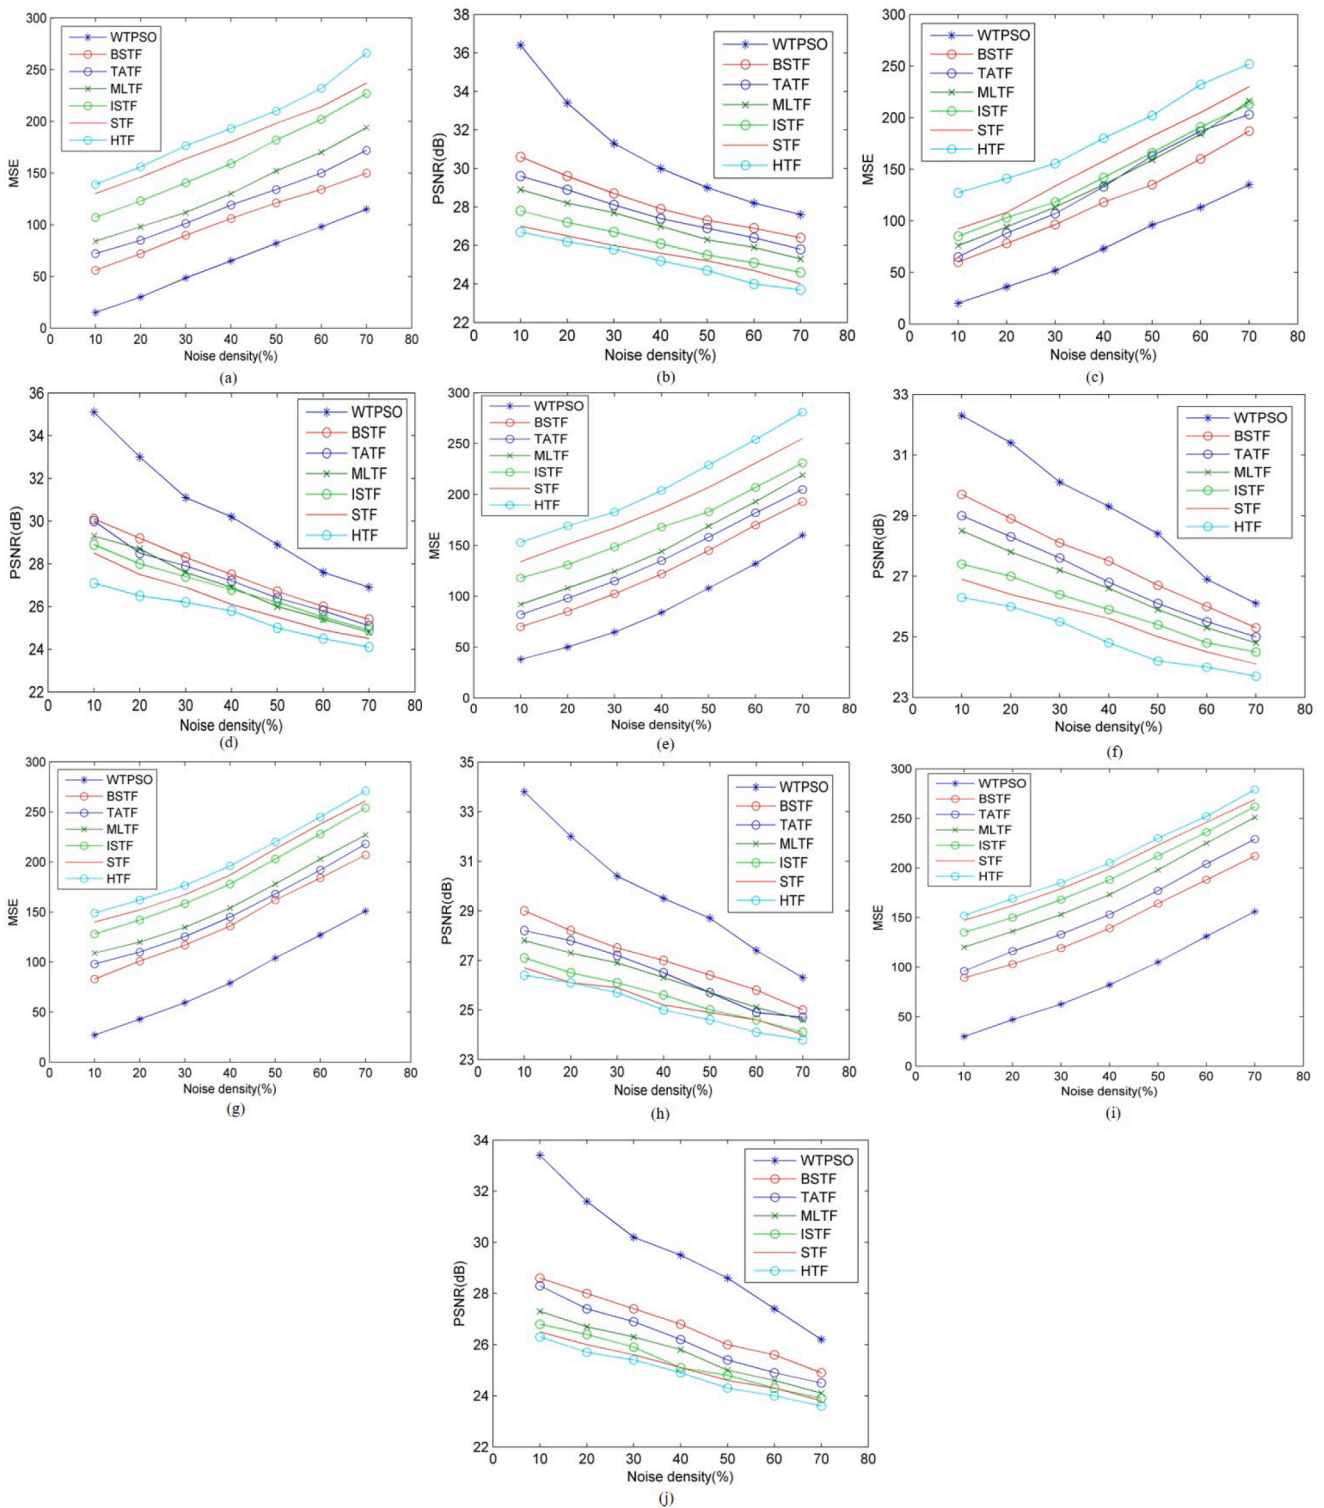 300
250
200
150
100
50
0
MSE
WTPSO
BSTF
TATF
MLTF
ISTF
STF
HTF
0 10 20 30 40 50 60 70 80
Noise density(%)
(a)
38
36
34
32
30
28
26
24
22
PSNR(dB)
WTPSO
BSTF
TATF
MLTF
ISTF
STF
HTF
0 10 20 30 40 50 60 70 80
Noise density(%)
(b)
300
250
200
150
100
50
0
MSE
WTPSO
BSTF
TATF
MLTF
ISTF
STF
HTF
0 10 20 30 40 50 60 70 80
Noise density(%)
(c)
36
34
32
30
28
26
24
22
PSNR(dB)
WTPSO
BSTF
TATF
MLTF
ISTF
STF
HTF
0 10 20 30 40 50 60 70 80
Noise density(%)
(d)
300
250
200
150
100
50
0
MSE
WTPSO
BSTF
TATF
MLTF
ISTF
STF
HTF
0 10 20 30 40 50 60 70 80
Noise density(%)
(e)
33
31
29
27
25
23
PSNR(dB)
WTPSO
BSTF
TATF
MLTF
ISTF
STF
HTF
0 10 20 30 40 50 60 70 80
Noise density(%)
(f)
300
250
200
150
100
50
0
MSE
WTPSO
BSTF
TATF
MLTF
ISTF
STF
HTF
0 10 20 30 40 50 60 70 80
Noise density(%)
(g)
35
33
31
29
27
25
23
PSNR(dB)
WTPSO
BSTF
TATF
MLTF
ISTF
STF
HTF
0 10 20 30 40 50 60 70 80
Noise density(%)
(h)
300
250
200
150
100
50
0
MSE
WTPSO
BSTF
TATF
MLTF
ISTF
STF
HTF
0 10 20 30 40 50 60 70 80
Noise density(%)
(i)
34
32
30
28
26
24
22
PSNR(dB)
WTPSO
BSTF
TATF
MLTF
ISTF
STF
HTF
0 10 20 30 40 50 60 70 80
Noise density(%)
(j)